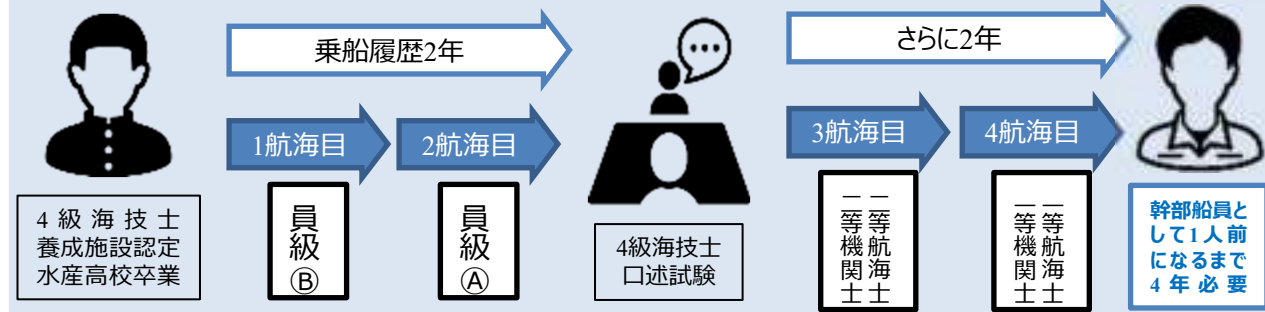 乗船履歴2年
さらに2年
1航海目
2航海目
3航海目
4航海目
4級海技士
養成施設認定
水産高校卒業
員級Ⓑ
員級Ⓐ
4級海技士
口述試験
二等航海士
二等機関士
二等航海士
二等機関士
幹部船員と
して1人前
になるまで
4年必要